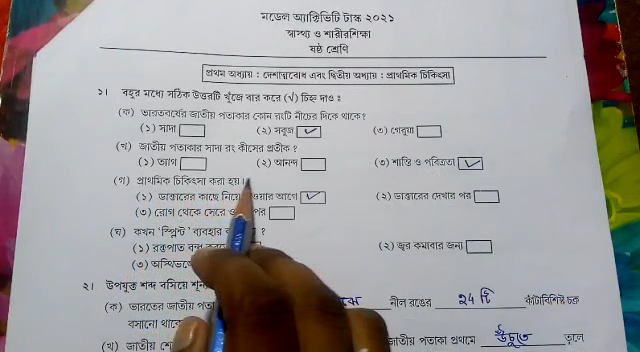 মডেল অ্যাক্টিভিটি টাস্ক ২০২১
স্বাস্থ্য ও শারীরশিক্ষা
ষষ্ঠ শ্রেণি
প্রথম অধ্যায় : দেশাত্মবোধ এবং দ্বিতীয় অধ্যায় : প্রাথমিক চিকিৎসা
১। বহুর মধ্যে সঠিক উত্তরটি খুঁজে বার করে (√) চিহ্ন দাও ঃ
(ক) ভারতবর্ষের জাতীয় পতাকার কোন রংটি নীচের দিকে থাকে?
(১) সাদা (২) সবুজ ✓ (৩) গেরুয়া
(খ) জাতীয় পতাকার সাদা রং কীসের প্রতীক ?
(১) ত্যাগ (২) আনন্দ (৩) শান্তি ও পবিত্রতা ✓
(গ) প্রাথমিক চিকিৎসা করা হয়।
(১) ডাক্তারের কাছে আগে ✓ (২) ডাক্তারের দেখার পর
(৩) রোগ থেকে সেরে পর
(ঘ) কখন 'স্প্লিন্ট' ব্যবহার ?
(১) রক্তপাত বন্ধ (২) জ্বর কমাবার জন্য
(৩)
২। উপযুক্ত শব্দ বসিয়ে
(ক) ভারতের জাতীয় নীল রঙের ২৪ টি কাঁটাবিশিষ্ট চক্র
বসানো
(খ) জাতীয় জাতীয় পতাকা প্রথমে উঁচুতে তুলে